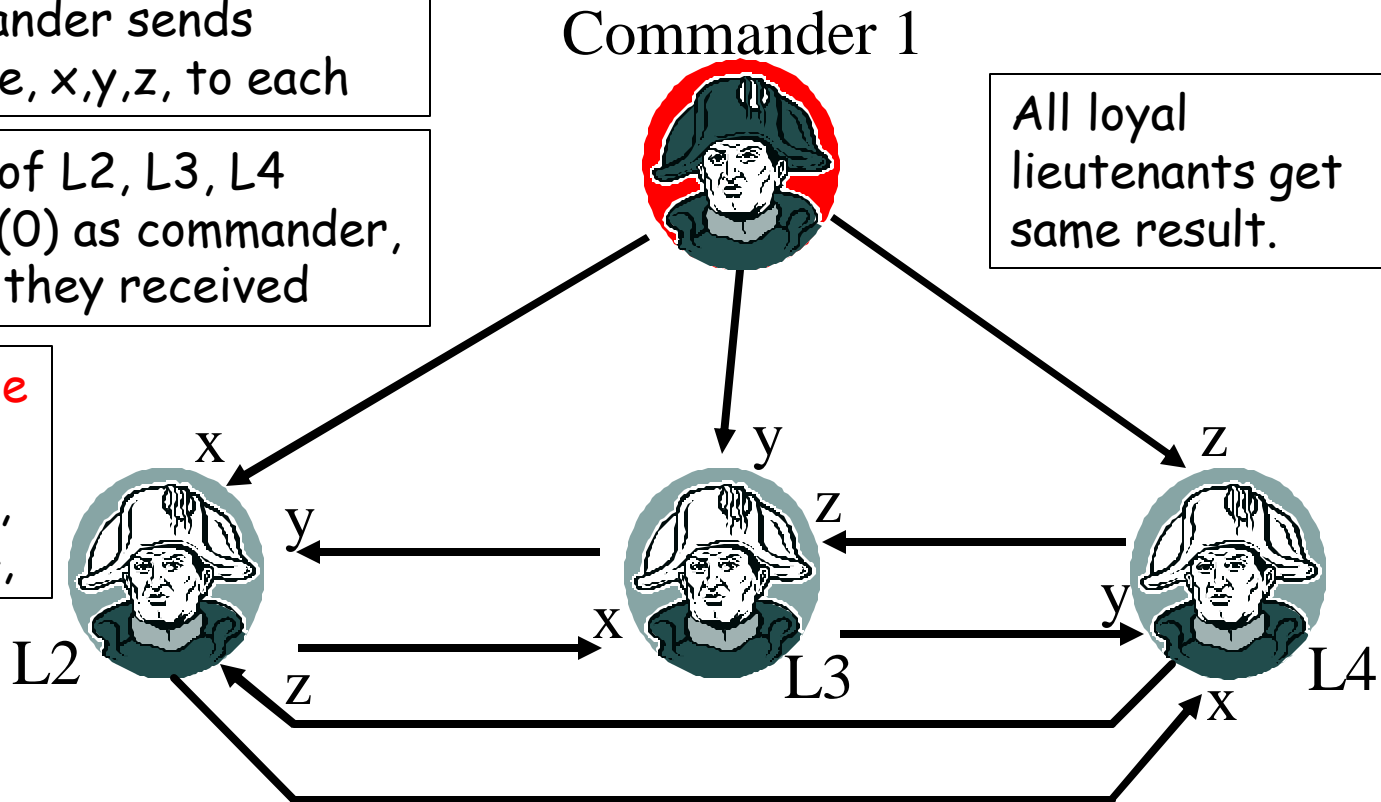 Commander 1
sends
x,y,z, to each
of L2, L3, L4
(0) as commander,
they received
All loyal
lieutenants get
same result.
x
y
z
y
z
x
y
L2
L3
L4
z
x